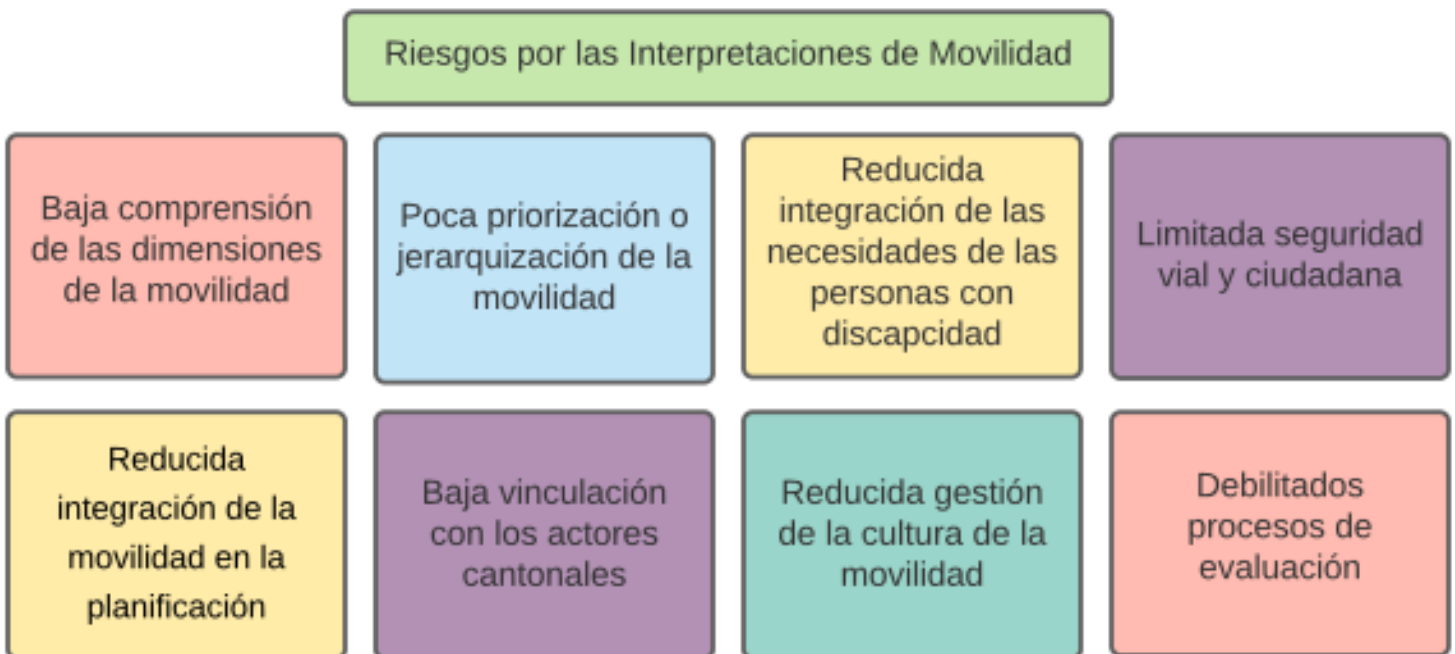 Riesgos por las Interpretaciones de Movilidad
Baja comprensión
de las dimensiones
de la movilidad
Poca priorización o
jerarquización de la
movilidad
Reducida
integración de las
necesidades de las
personas con
discapcidad
Limitada seguridad
vial y ciudadana
Reducida
integración de la
movilidad en la
planificación
Baja vinculación
con los actores
cantonales
Reducida gestión
de la cultura de la
movilidad
Debilitados
procesos de
evaluación